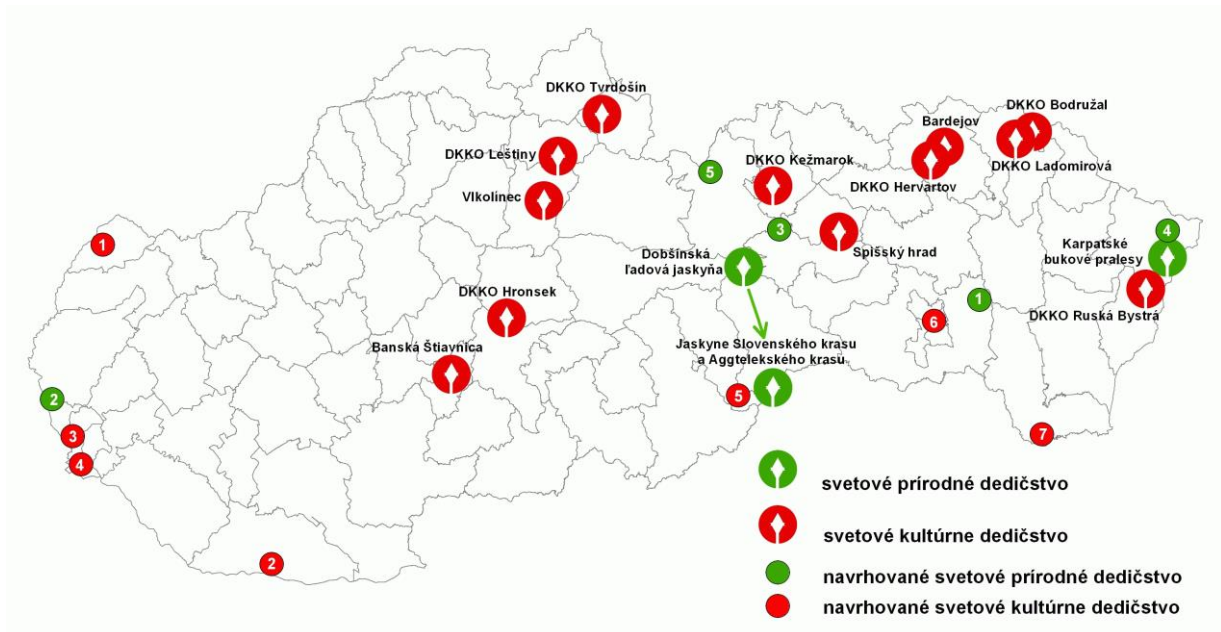 DKKO Tvrdošín
DKKO Bodružal
Bardejov
DKKO Leštiny
DKKO Kežmarok
DKKO Ladomirová
5
DKKO Hervartov
Vlkolínec
3
4
1
Spišský hrad
Karpatské
bukové pralesy
Dobšinská
ľadová jaskyňa
DKKO Hronsek
1
DKKO Ruská Bystrá
6
Banská Štiavnica
Jaskyne Slovenského krasu
a Aggtelekského krasu
2
5
3
7
4
svetové prírodné dedičstvo
svetové kultúrne dedičstvo
2
navrhované svetové prírodné dedičstvo
navrhované svetové kultúrne dedičstvo